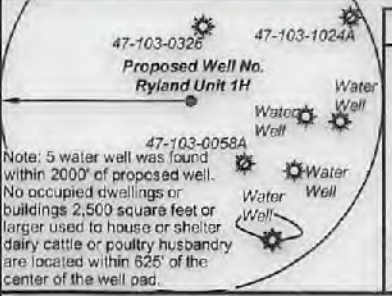 47-103-0326
47-103-1024A
Proposed Well No.
Ryland Unit 1H
Water
Well
Water
Well
47-103-0058A
Note: 5 water well was found
within 2000' of proposed well.
No occupied dwellings or
buildings 2,500 square feet or
larger used to house or shelter
dairy cattle or poultry husbandry
are located within 625' of the
center of the well pad.
Water
Well
Water
Well